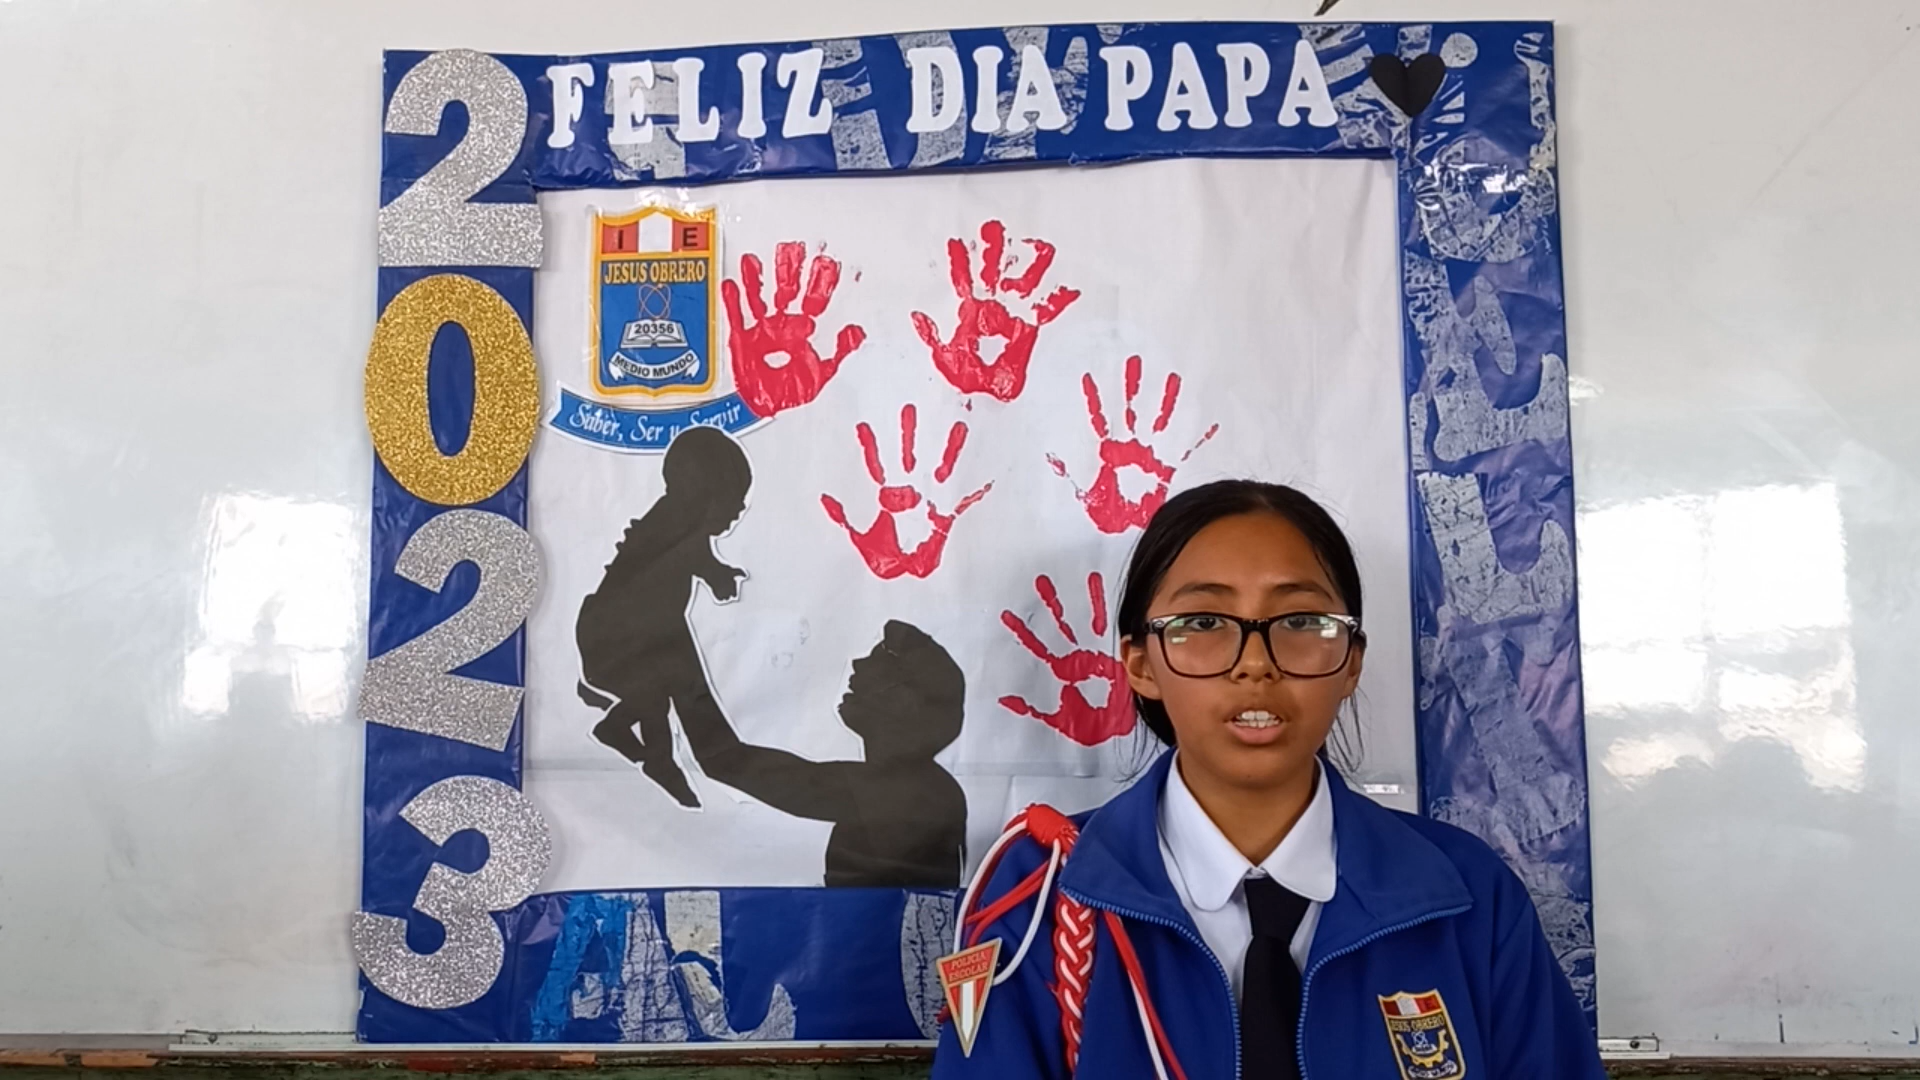 FELIZ DIA PAPA
2023
I E
JESUS OBRERO
20356
MEDIO MUNDO
Saber, Ser y Servir
POLICIA
ESCOLAR
JESUS OBRERO